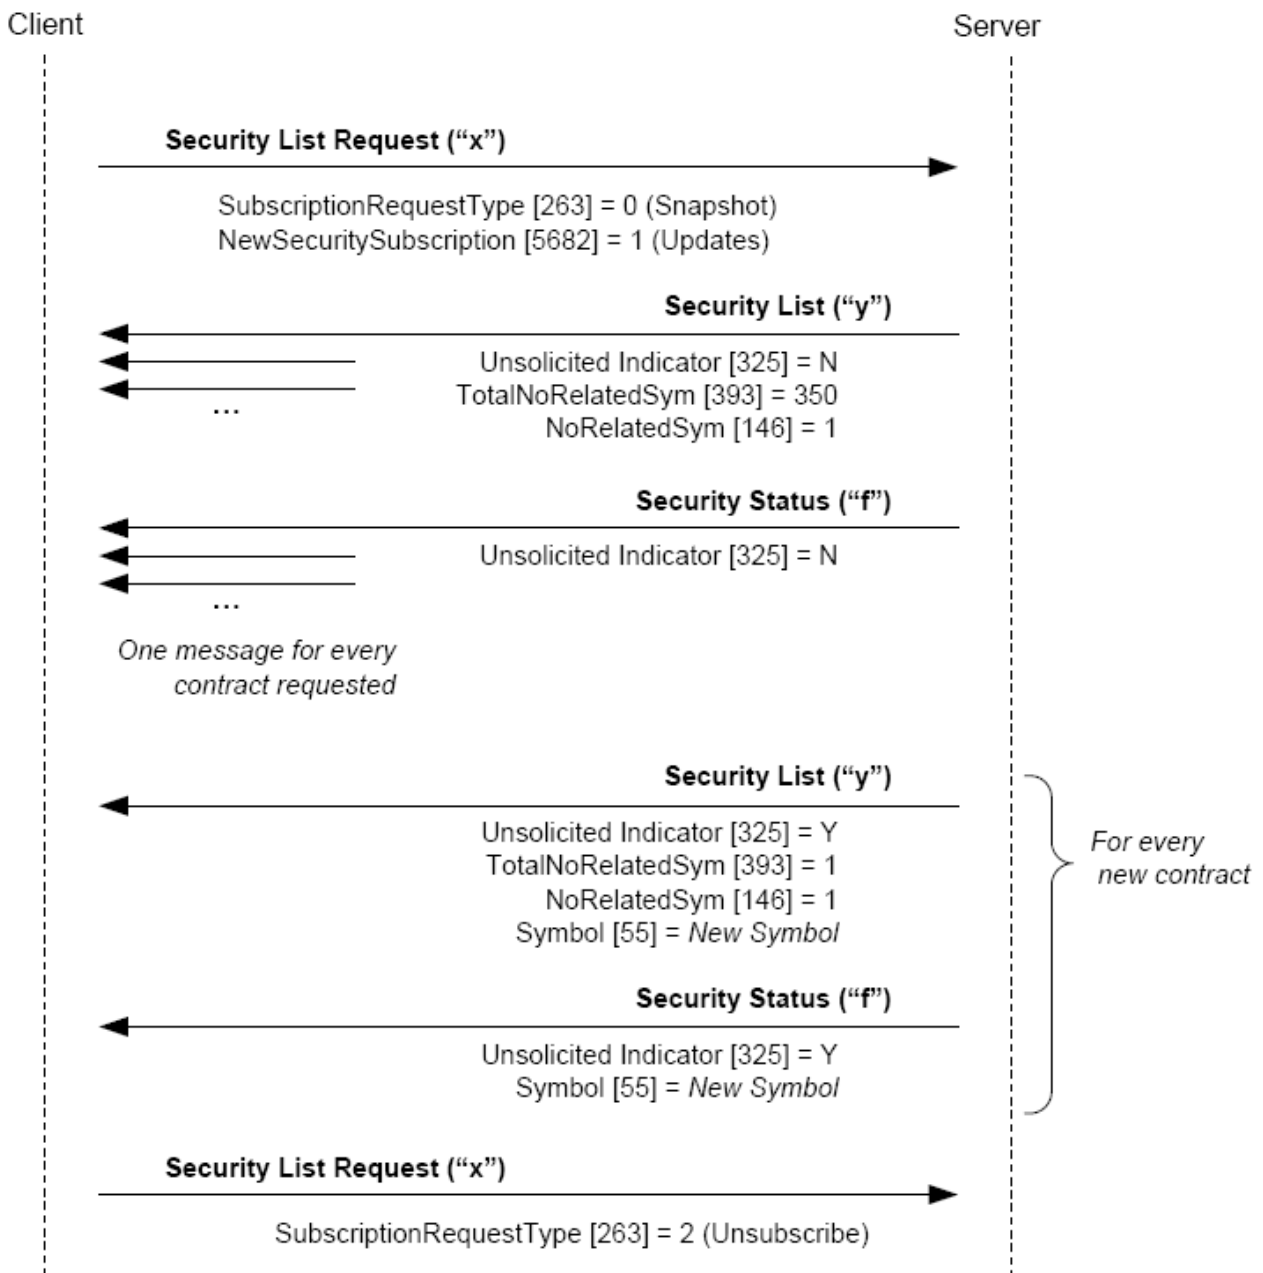 Client
Server
Security List Request (“x”)
SubscriptionRequestType [263] = 0 (Snapshot)
NewSecuritySubscription [5682] = 1 (Updates)
Security List (“y”)
Unsolicited Indicator [325] = N
TotalNoRelatedSym [393] = 350
...
NoRelatedSym [146] = 1
Security Status (“f”)
Unsolicited Indicator [325] = N
...
One message for every
contract requested
Security List (“y”)
Unsolicited Indicator [325] = Y
TotalNoRelatedSym [393] = 1
NoRelatedSym [146] = 1
Symbol [55] = New Symbol
For every
new contract
Security Status (“f”)
Unsolicited Indicator [325] = Y
Symbol [55] = New Symbol
Security List Request (“x”)
SubscriptionRequestType [263] = 2 (Unsubscribe)